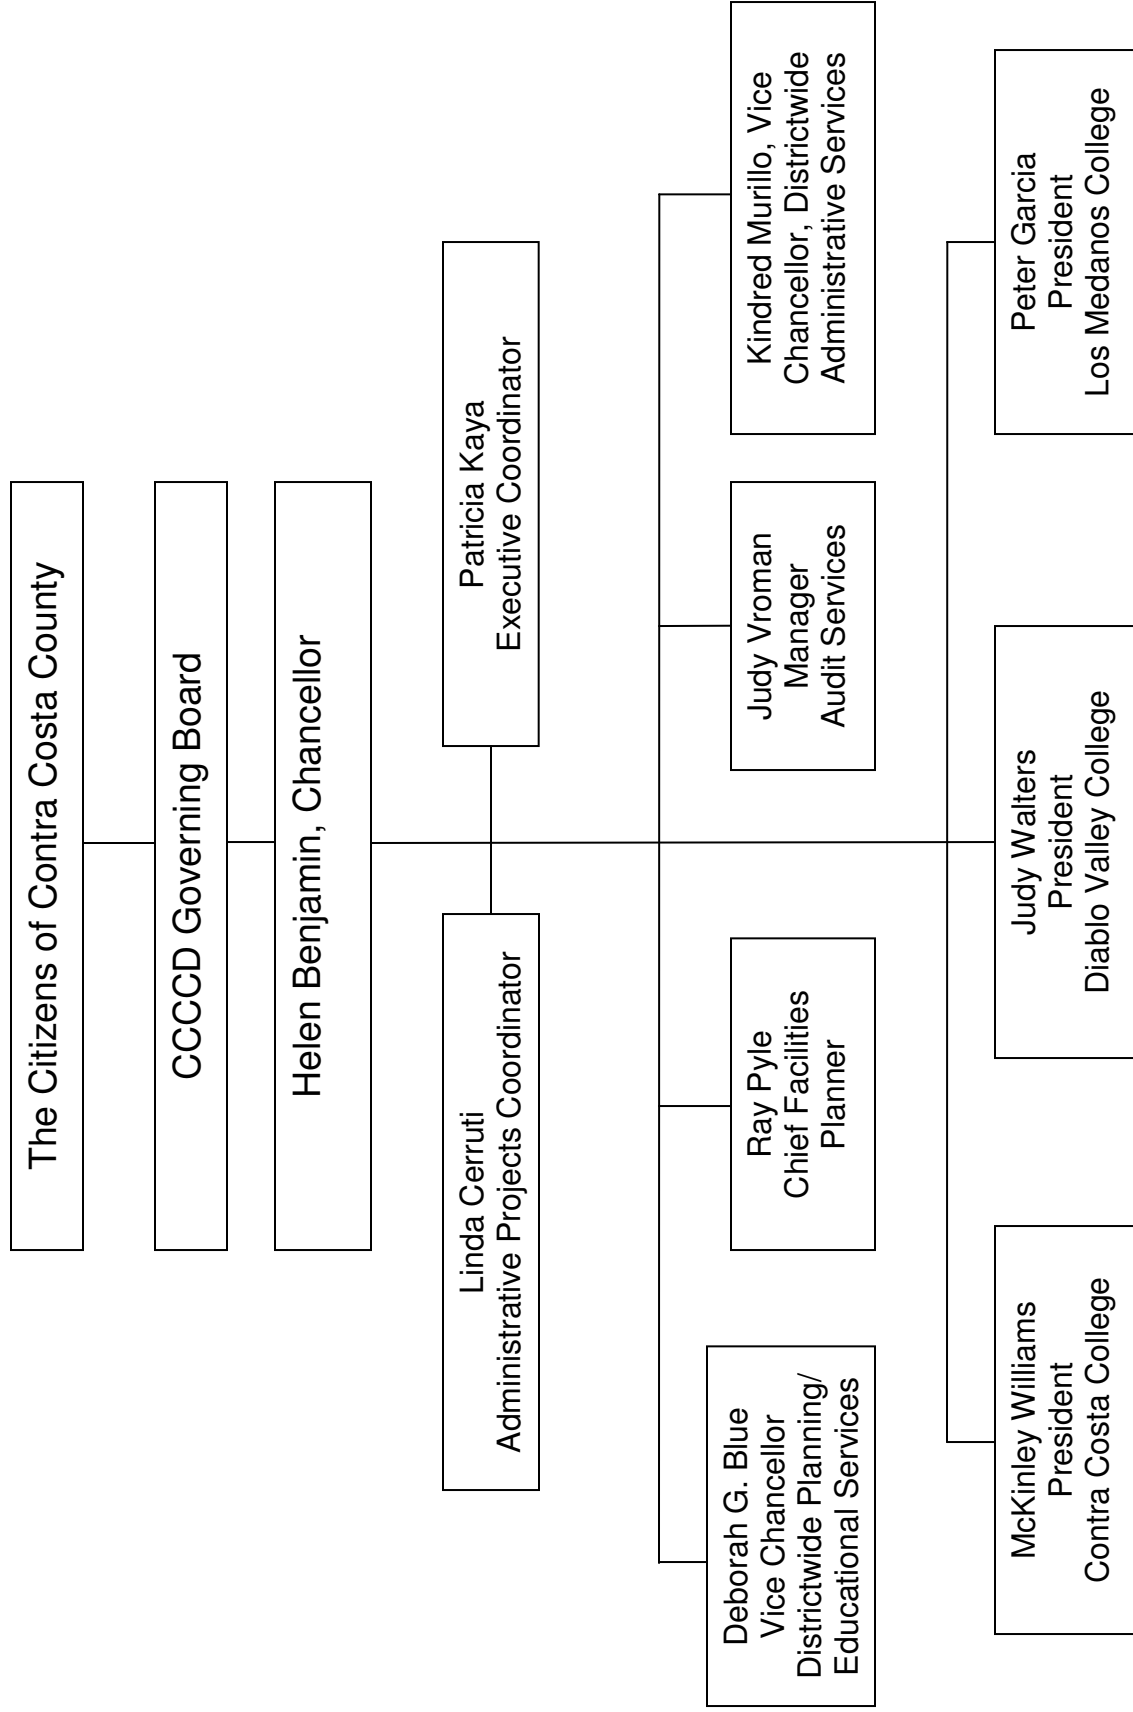 The Citizens of Contra Costa County
CCCCD Governing Board
Helen Benjamin, Chancellor
Linda Cerruti
Administrative Projects Coordinator
Patricia Kaya
Executive Coordinator
Deborah G. Blue
Vice Chancellor
Districtwide Planning/
Educational Services
Ray Pyle
Chief Facilities
Planner
Judy Vroman
Manager
Audit Services
Kindred Murillo, Vice
Chancellor, Districtwide
Administrative Services
McKinley Williams
President
Contra Costa College
Judy Walters
President
Diablo Valley College
Peter Garcia
President
Los Medanos College